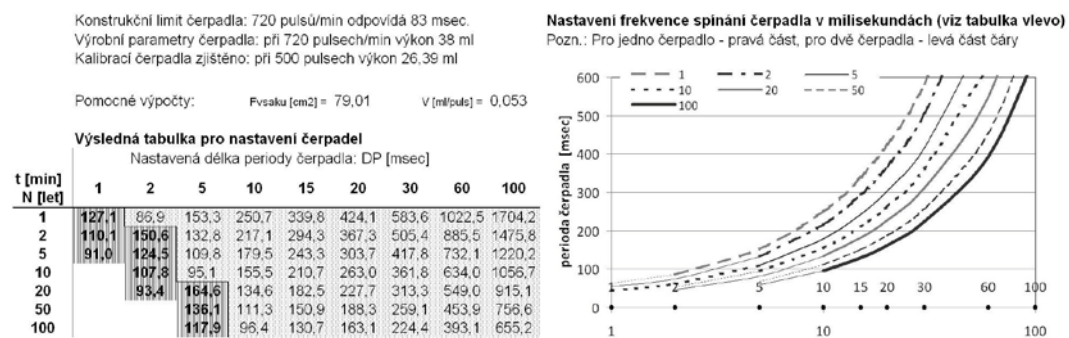 Konstrukční limit čerpadla: 720 pulsů/min odpovídá 83 msec.
Výrobní parametry čerpadla: při 720 pulsech/min výkon 38 ml
Kalibrací čerpadla zjištěno: při 500 pulsech výkon 26,39 ml
Pomocné výpočty: Fvsaku [cm2] = 79,01 V [ml/puls] = 0,053
Výsledná tabulka pro nastavení čerpadel
Nastavená délka periody čerpadla: DP [msec]
t [min] 1 2 5 10 15 20 30 60 100
N [let]
1 127,1 86,9 153,3 250,7 339,8 424,1 583,6 1022,5 1704,2
2 110,1 150,6 132,8 217,1 294,3 367,3 505,4 885,5 1475,8
5 91,0 124,5 109,8 179,5 243,3 303,7 417,8 732,1 1220,2
10 107,8 95,1 155,5 210,7 263,0 361,8 634,0 1056,7
20 93,4 164,6 134,6 182,5 227,7 313,3 549,0 915,1
50 136,1 111,3 150,9 188,3 259,1 453,9 756,6
100 117,9 96,4 130,7 163,1 224,4 393,1 655,2
Nastavení frekvence spínání čerpadla v milisekundách (viz tabulka vlevo)
Pozn.: Pro jedno čerpadlo - pravá část, pro dvě čerpadla - levá část čáry
perioda čerpadla [msec]
600
500
400
300
200
100
0
1 2 5
10 20 50
100
1 2 5 10 15 20 30 60 100
1 10 100